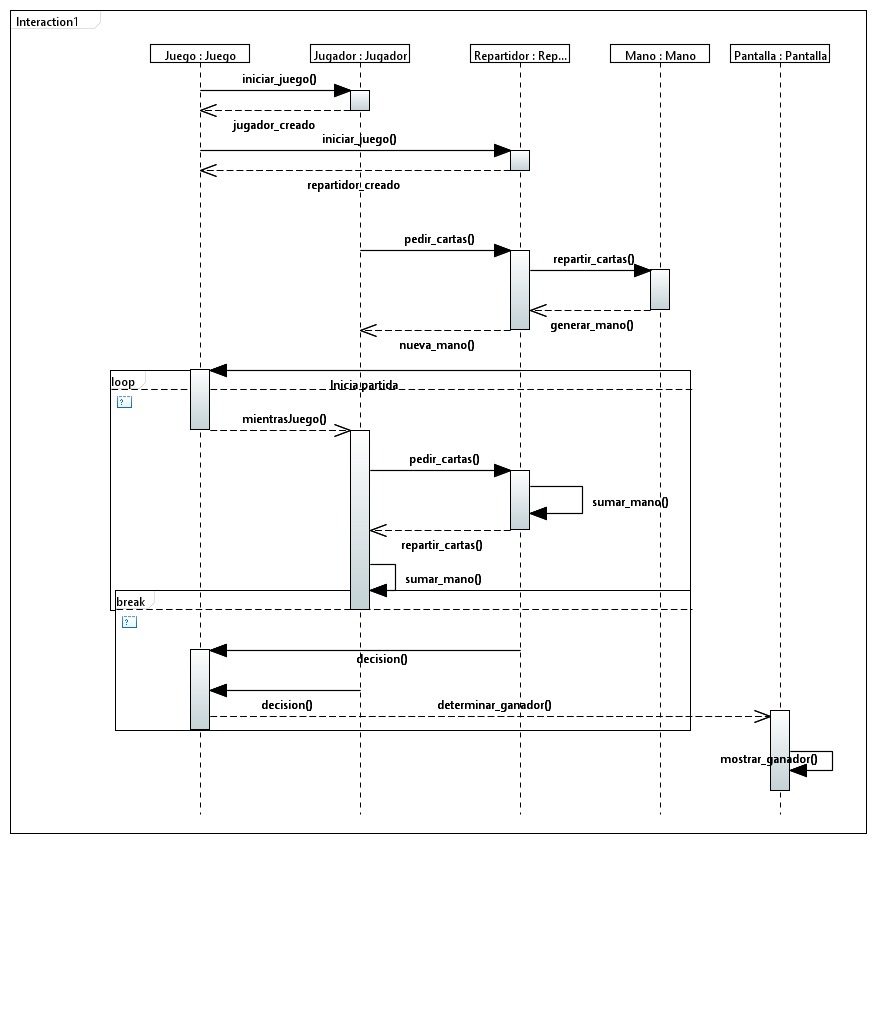 Interaction1
Juego : Juego
Jugador : Jugador
Repartidor : Rep...
Mano : Mano
Pantalla : Pantalla
iniciar_juego()
jugador_creado
iniciar_juego()
repartidor_creado
pedir_cartas()
repartir_cartas()
generar_mano()
nueva_mano()
loop
Inicia partida
?
mientrasJuego()
pedir_cartas()
sumar_mano()
repartir_cartas()
sumar_mano()
break
?
decision()
decision()
determinar_ganador()
mostrar_ganador()